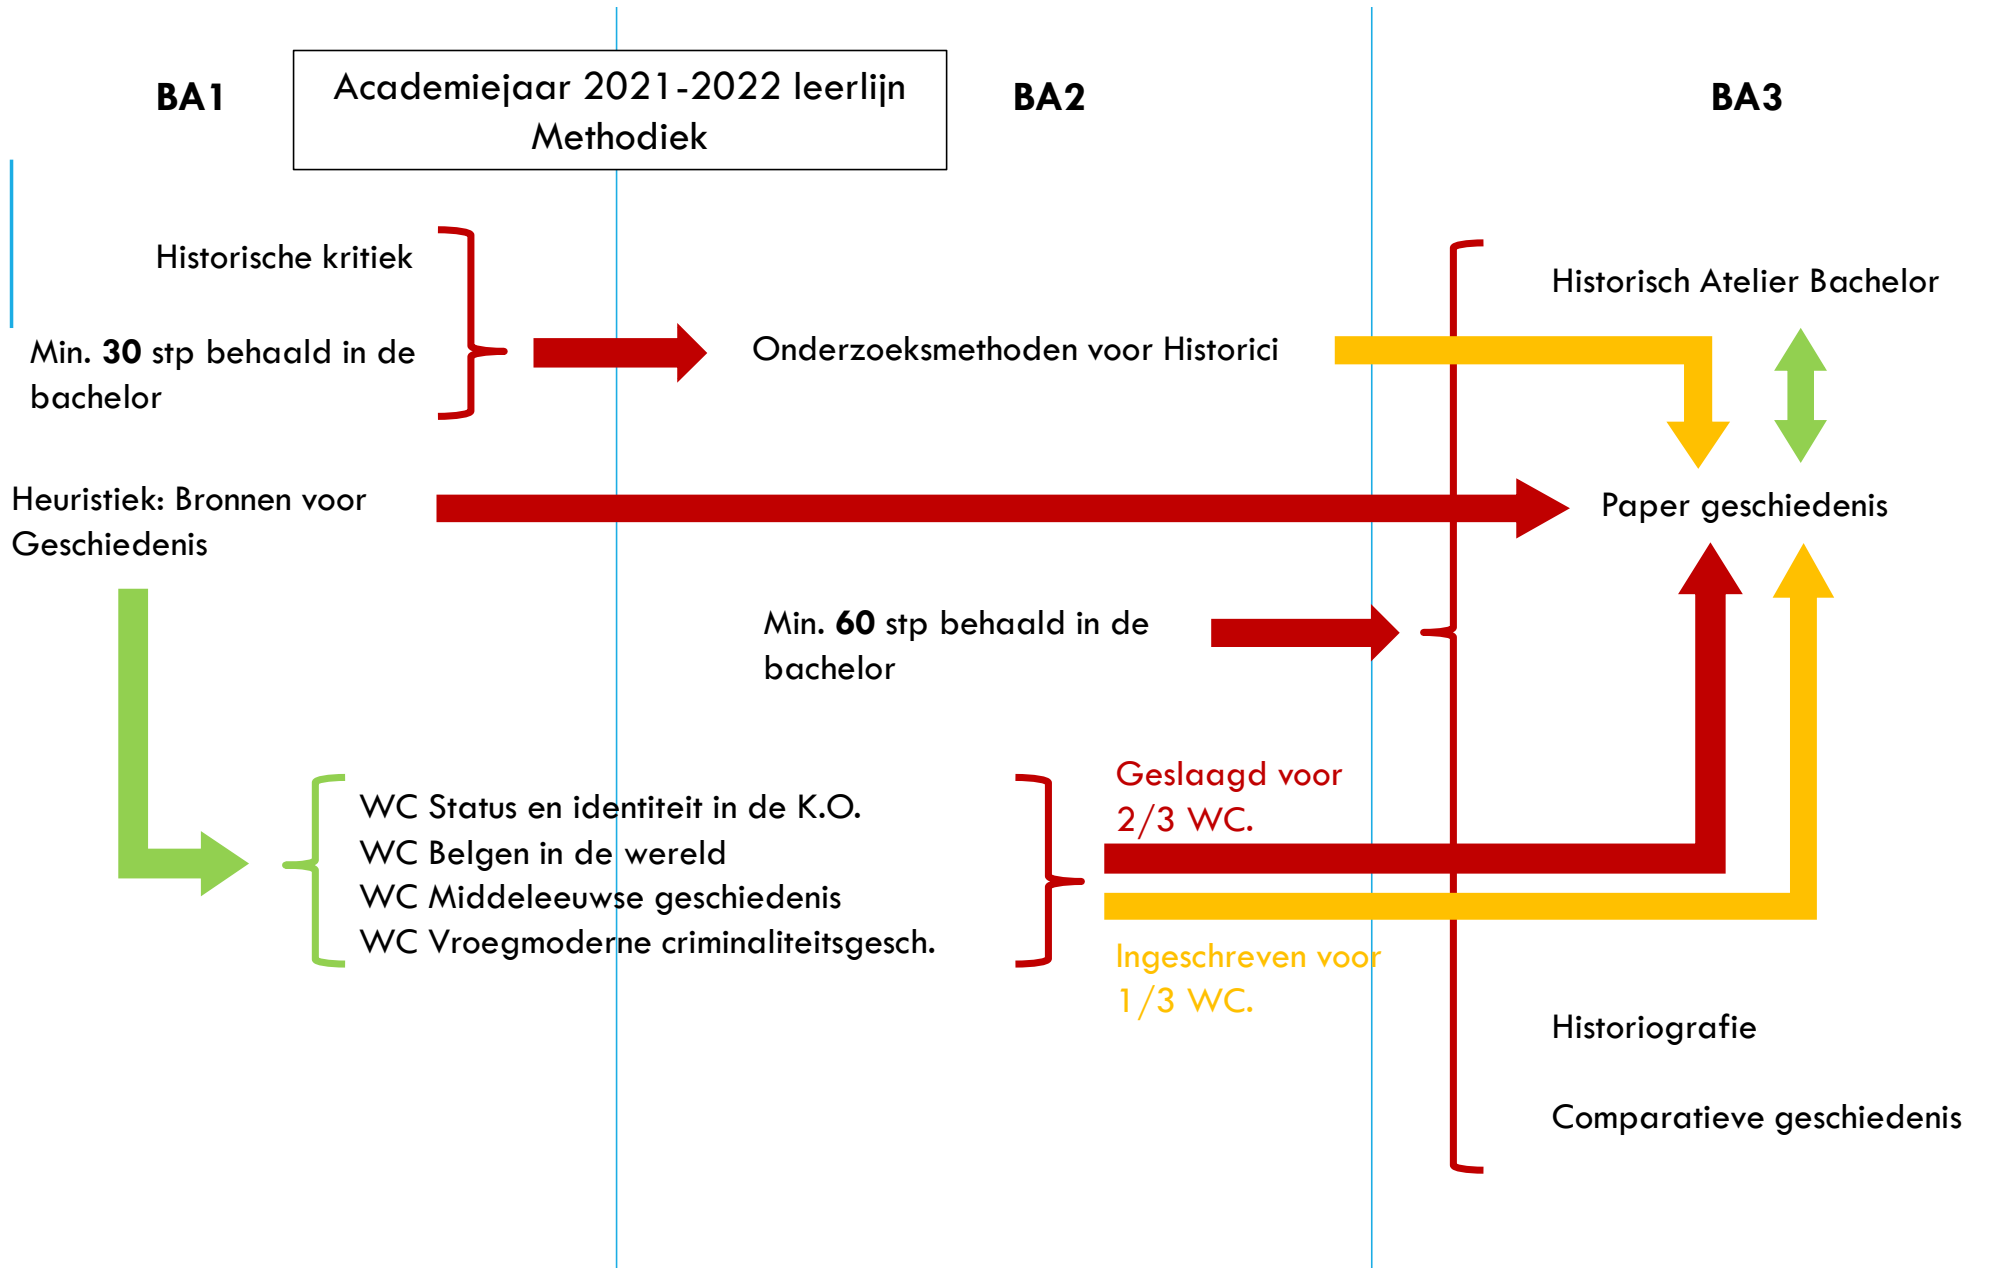 BA1
Academiejaar 2021-2022 leerlijn
Methodiek
BA2
BA3
Historische kritiek
Min. 30 stp behaald in de
bachelor
Onderzoeksmethoden voor Historici
Historisch Atelier Bachelor
Heuristiek: Bronnen voor
Geschiedenis
Paper geschiedenis
Min. 60 stp behaald in de
bachelor
WC Status en identiteit in de K.O.
WC Belgen in de wereld
WC Middeleeuwse geschiedenis
WC Vroegmoderne criminaliteitsgesch.
Geslaagd voor
2/3 WC.
Ingeschreven voor
1/3 WC.
Historiografie
Comparatieve geschiedenis